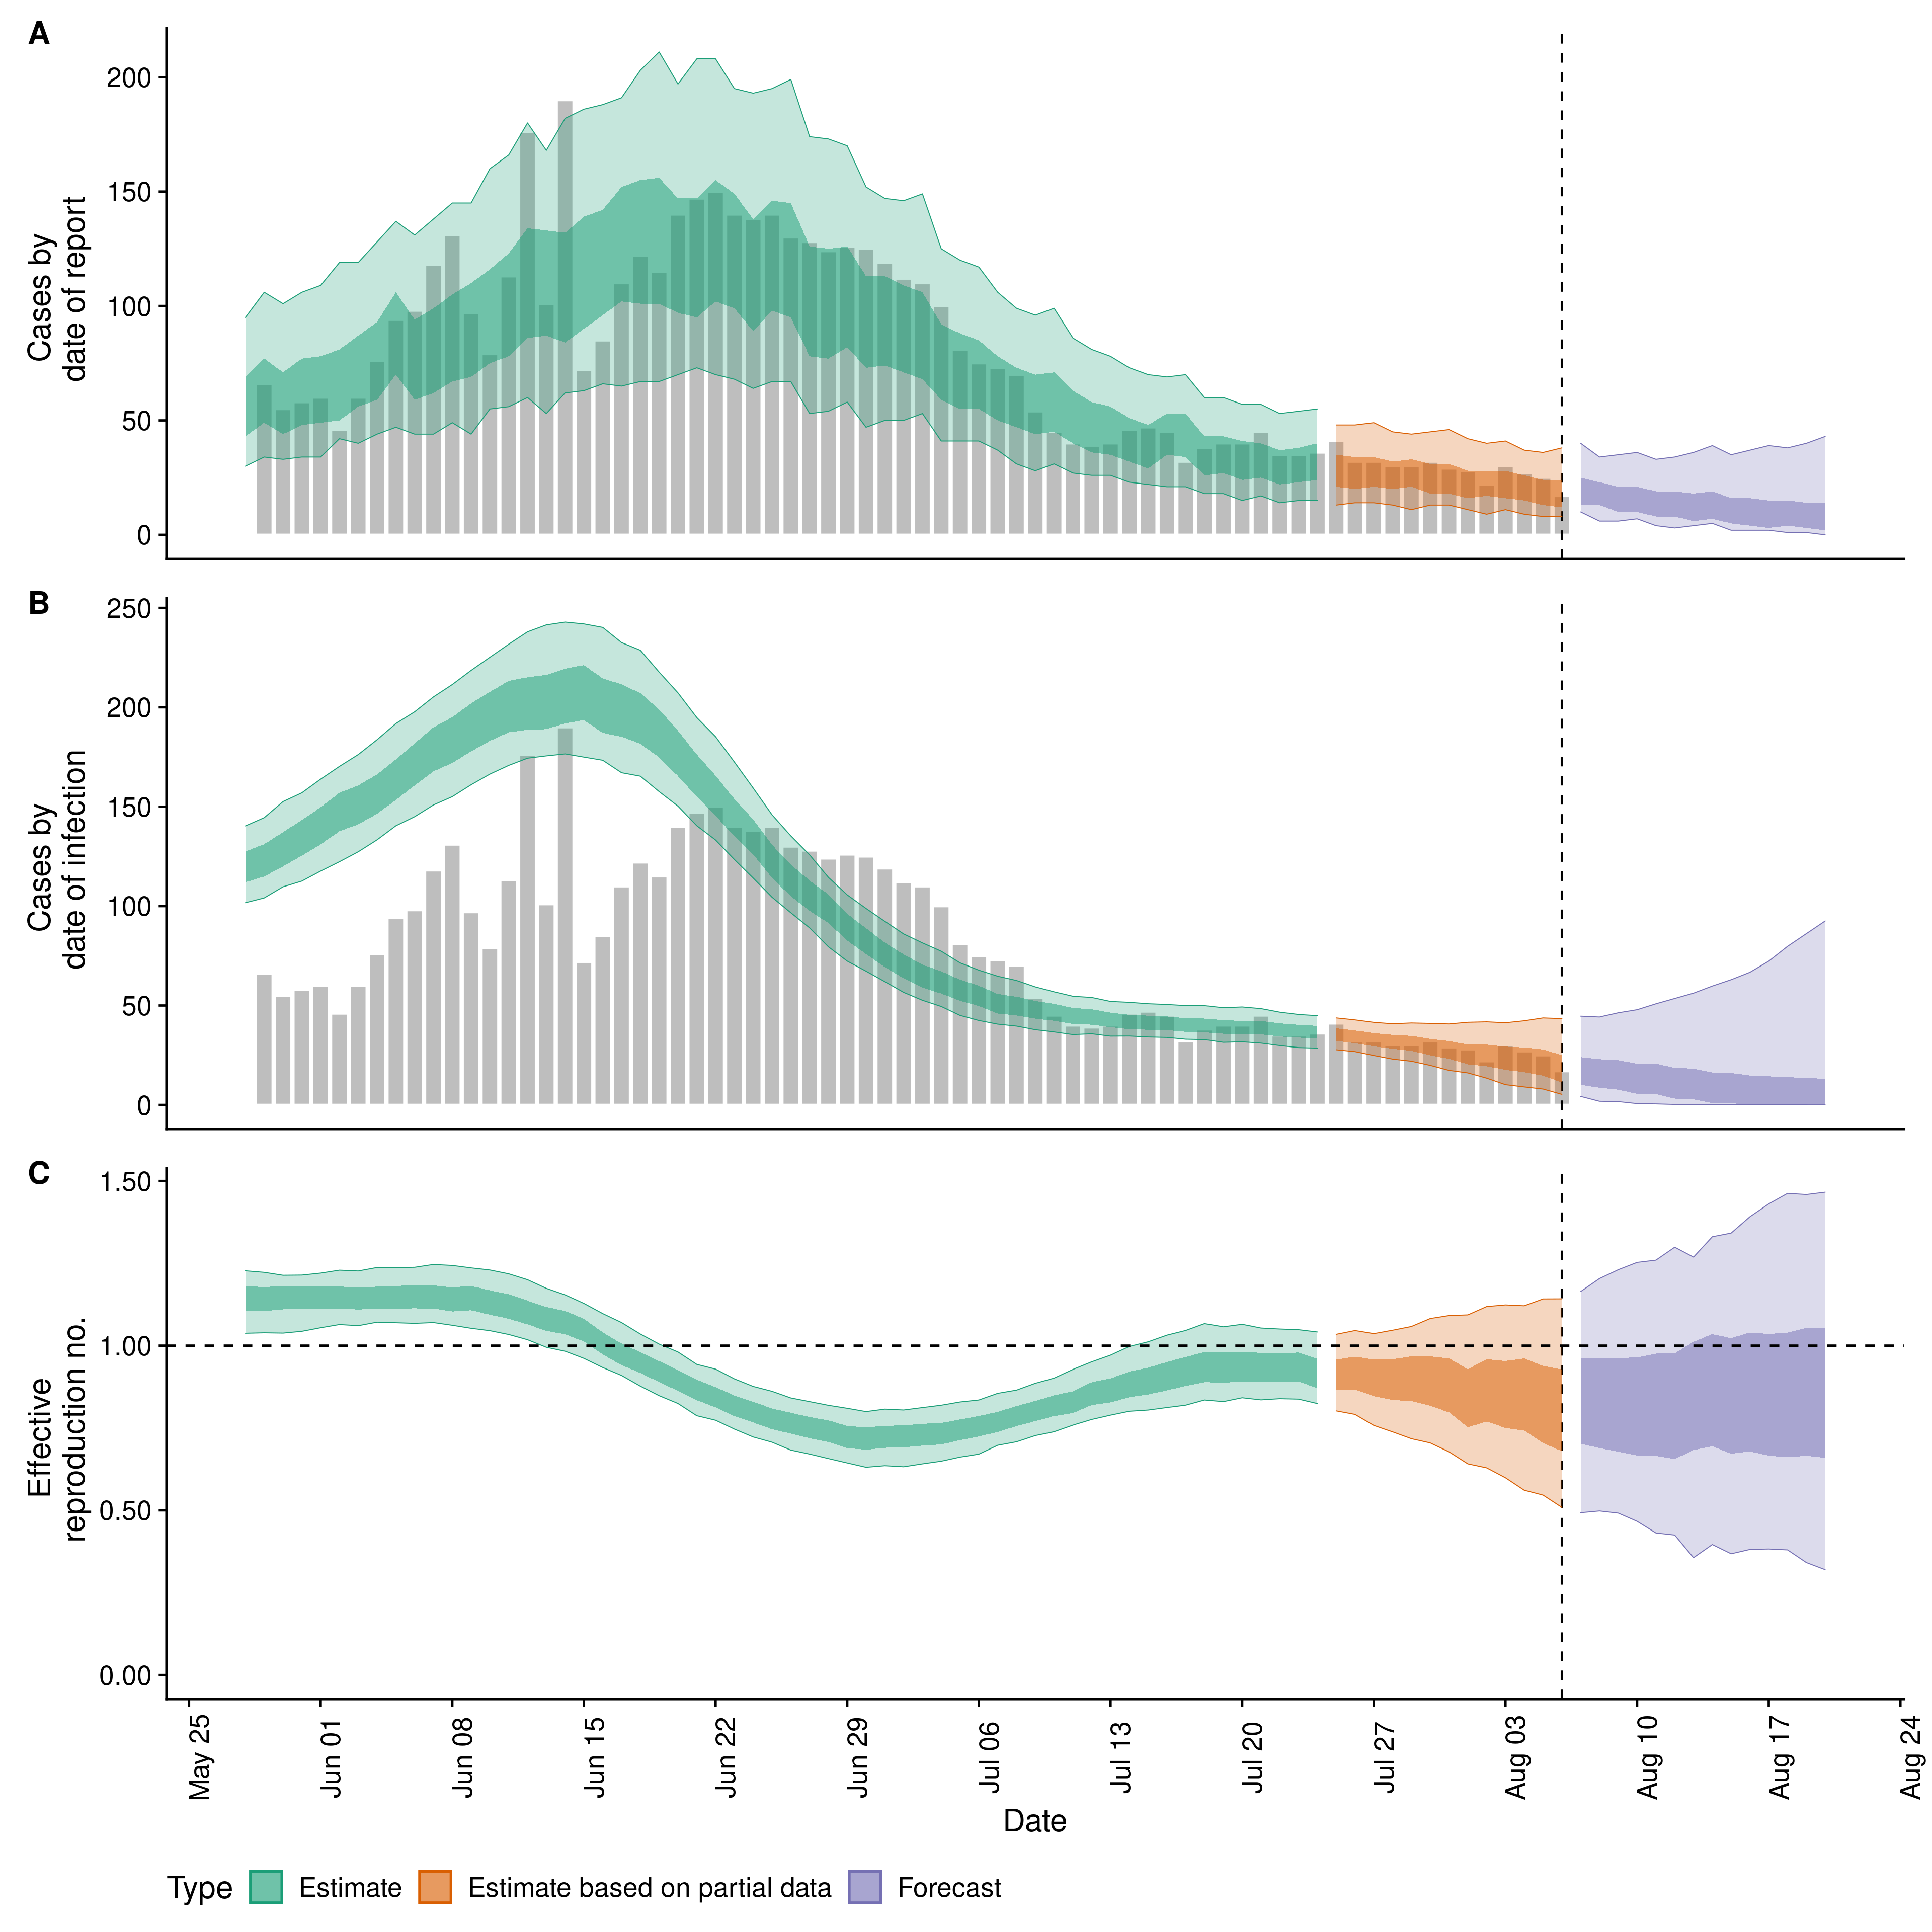 A
Cases by
date of report
200
150
100
50
0
B
Cases by
date of infection
250
200
150
100
50
0
C
Effective
reproduction no.
1.50
1.00
0.50
0.00
May 25
Jun 01
Jun 08
Jun 15
Jun 22
Jun 29
Jul 06
Jul 13
Jul 20
Jul 27
Aug 03
Aug 10
Aug 17
Aug 24
Date
Type Estimate Estimate based on partial data Forecast